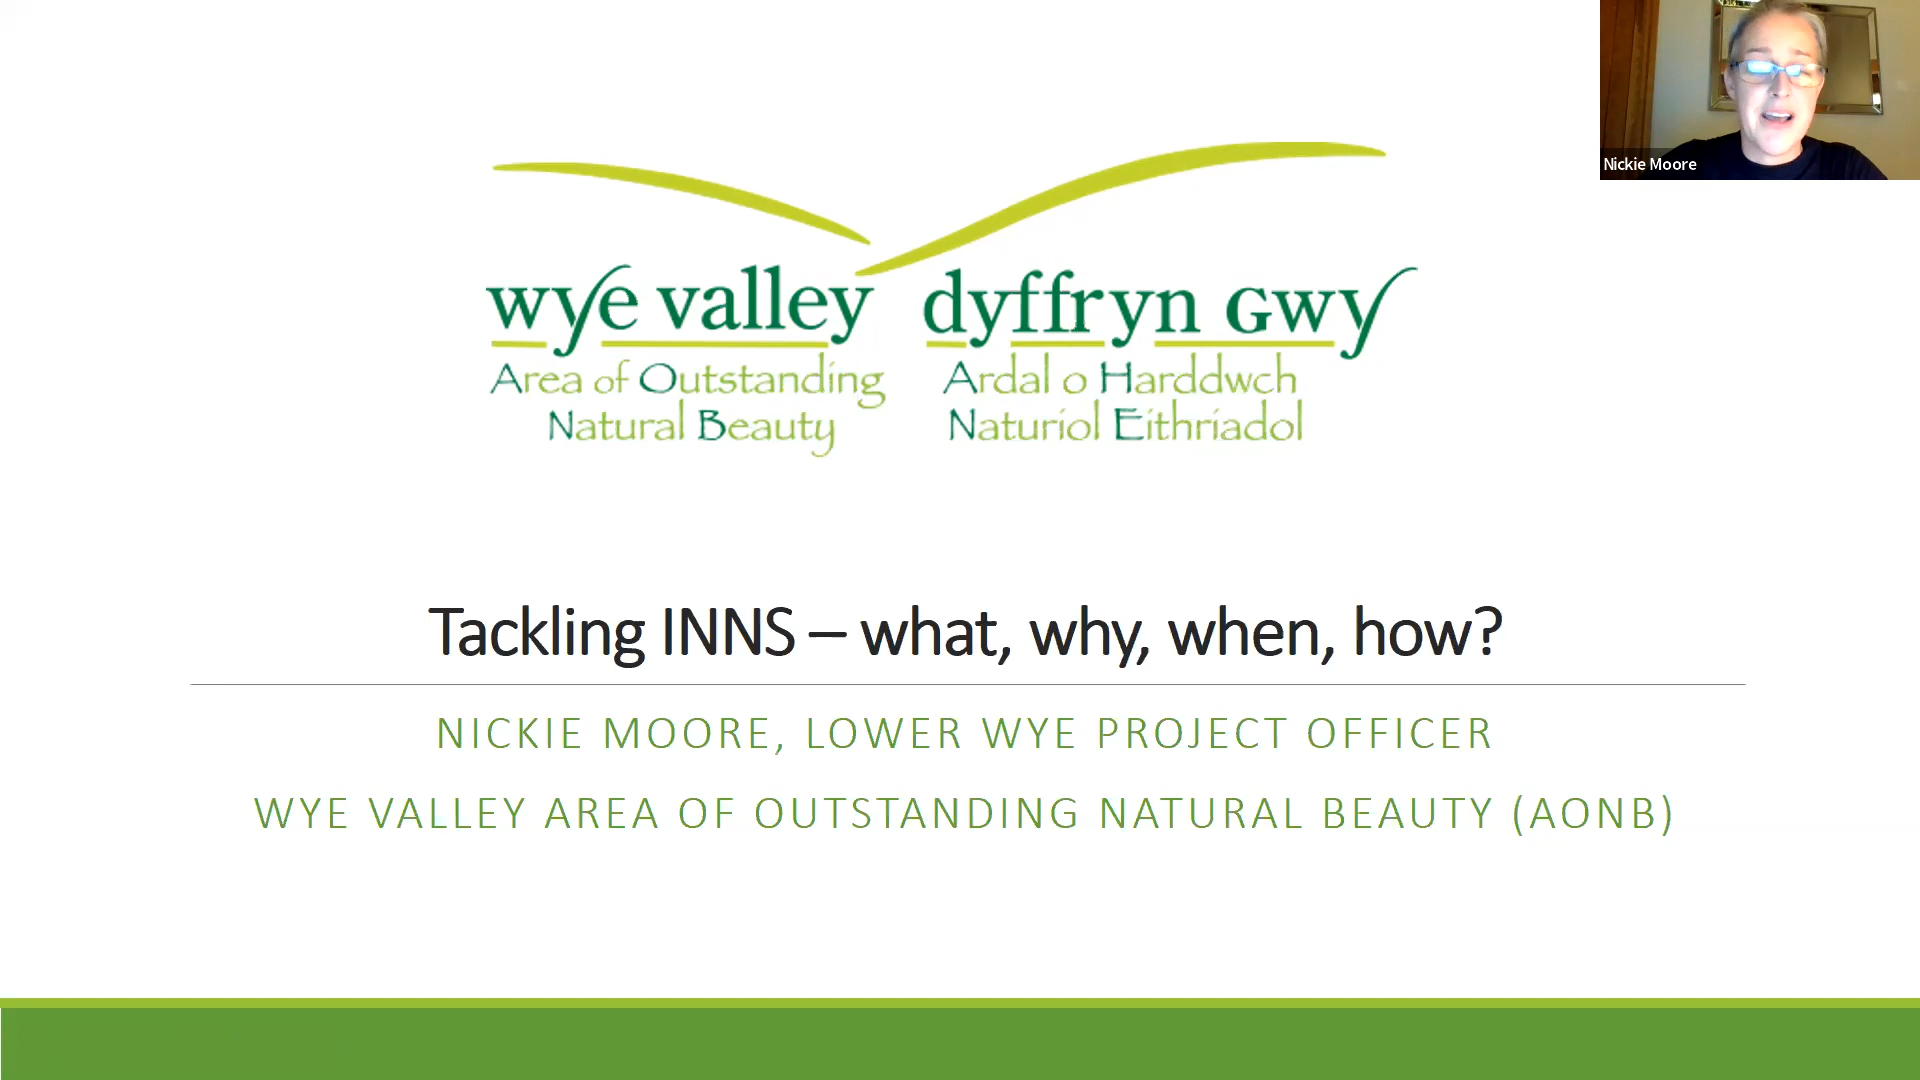 Nickie Moore
wye valley
Area of Outstanding
Natural Beauty
dyffryn Gwy
Ardal o Harddwch
Naturiol Eithriadol
Tackling INNS – what, why, when, how?
NICKIE MOORE, LOWER WYE PROJECT OFFICER
WYE VALLEY AREA OF OUTSTANDING NATURAL BEAUTY (AONB)